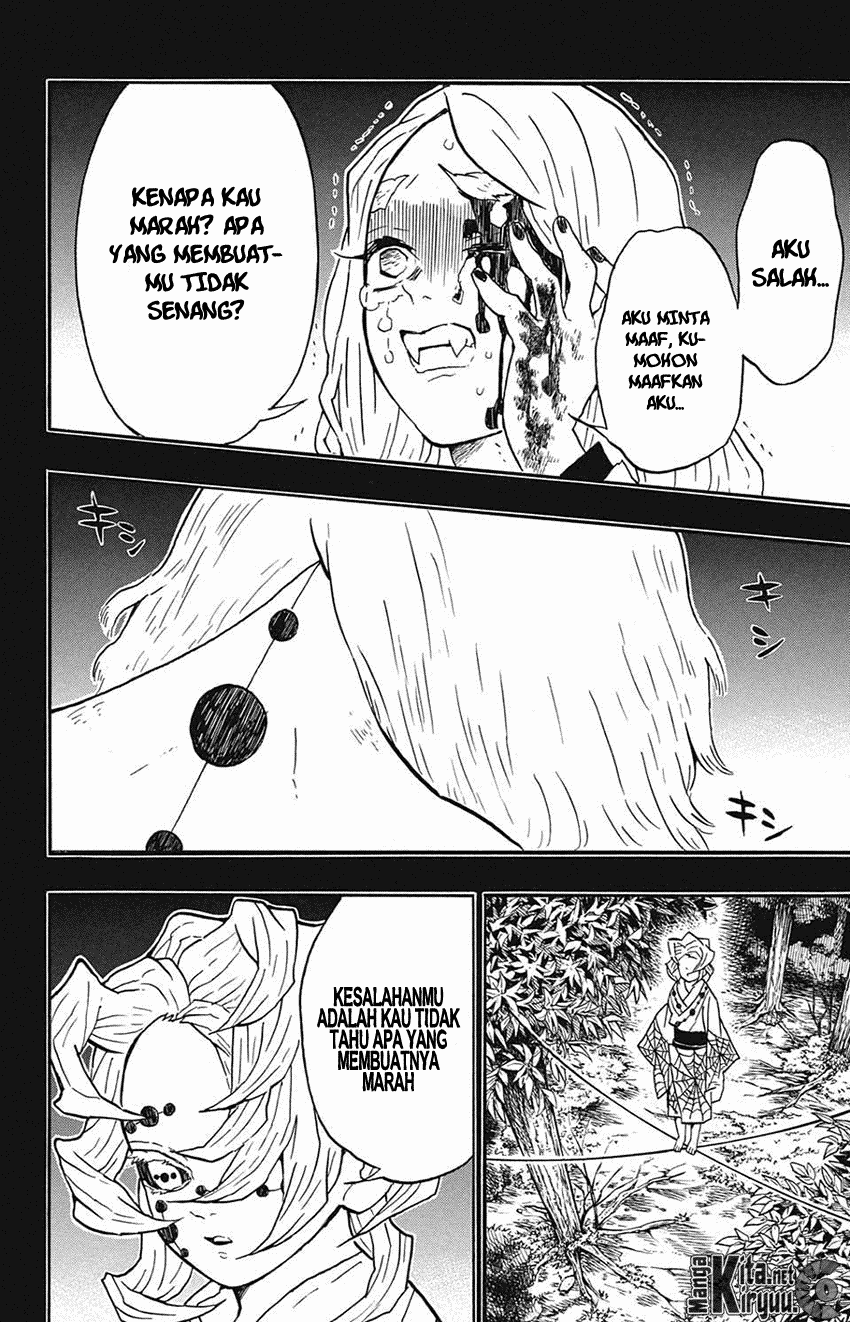 AKU
SALAH...
AKU MINTA
MAAF, KU-
MOHON
MAAFKAN
AKU...
KENAPA KAU
MARAH? APA
YANG MEMBUAT-
MU TIDAK
SENANG?
キシ
キシ
キシ
KESALAHANMU
ADALAH KAU TIDAK
TAHU APA YANG
MEMBUATNYA
MARAH
Manga
Kita.net
Kiryuu.